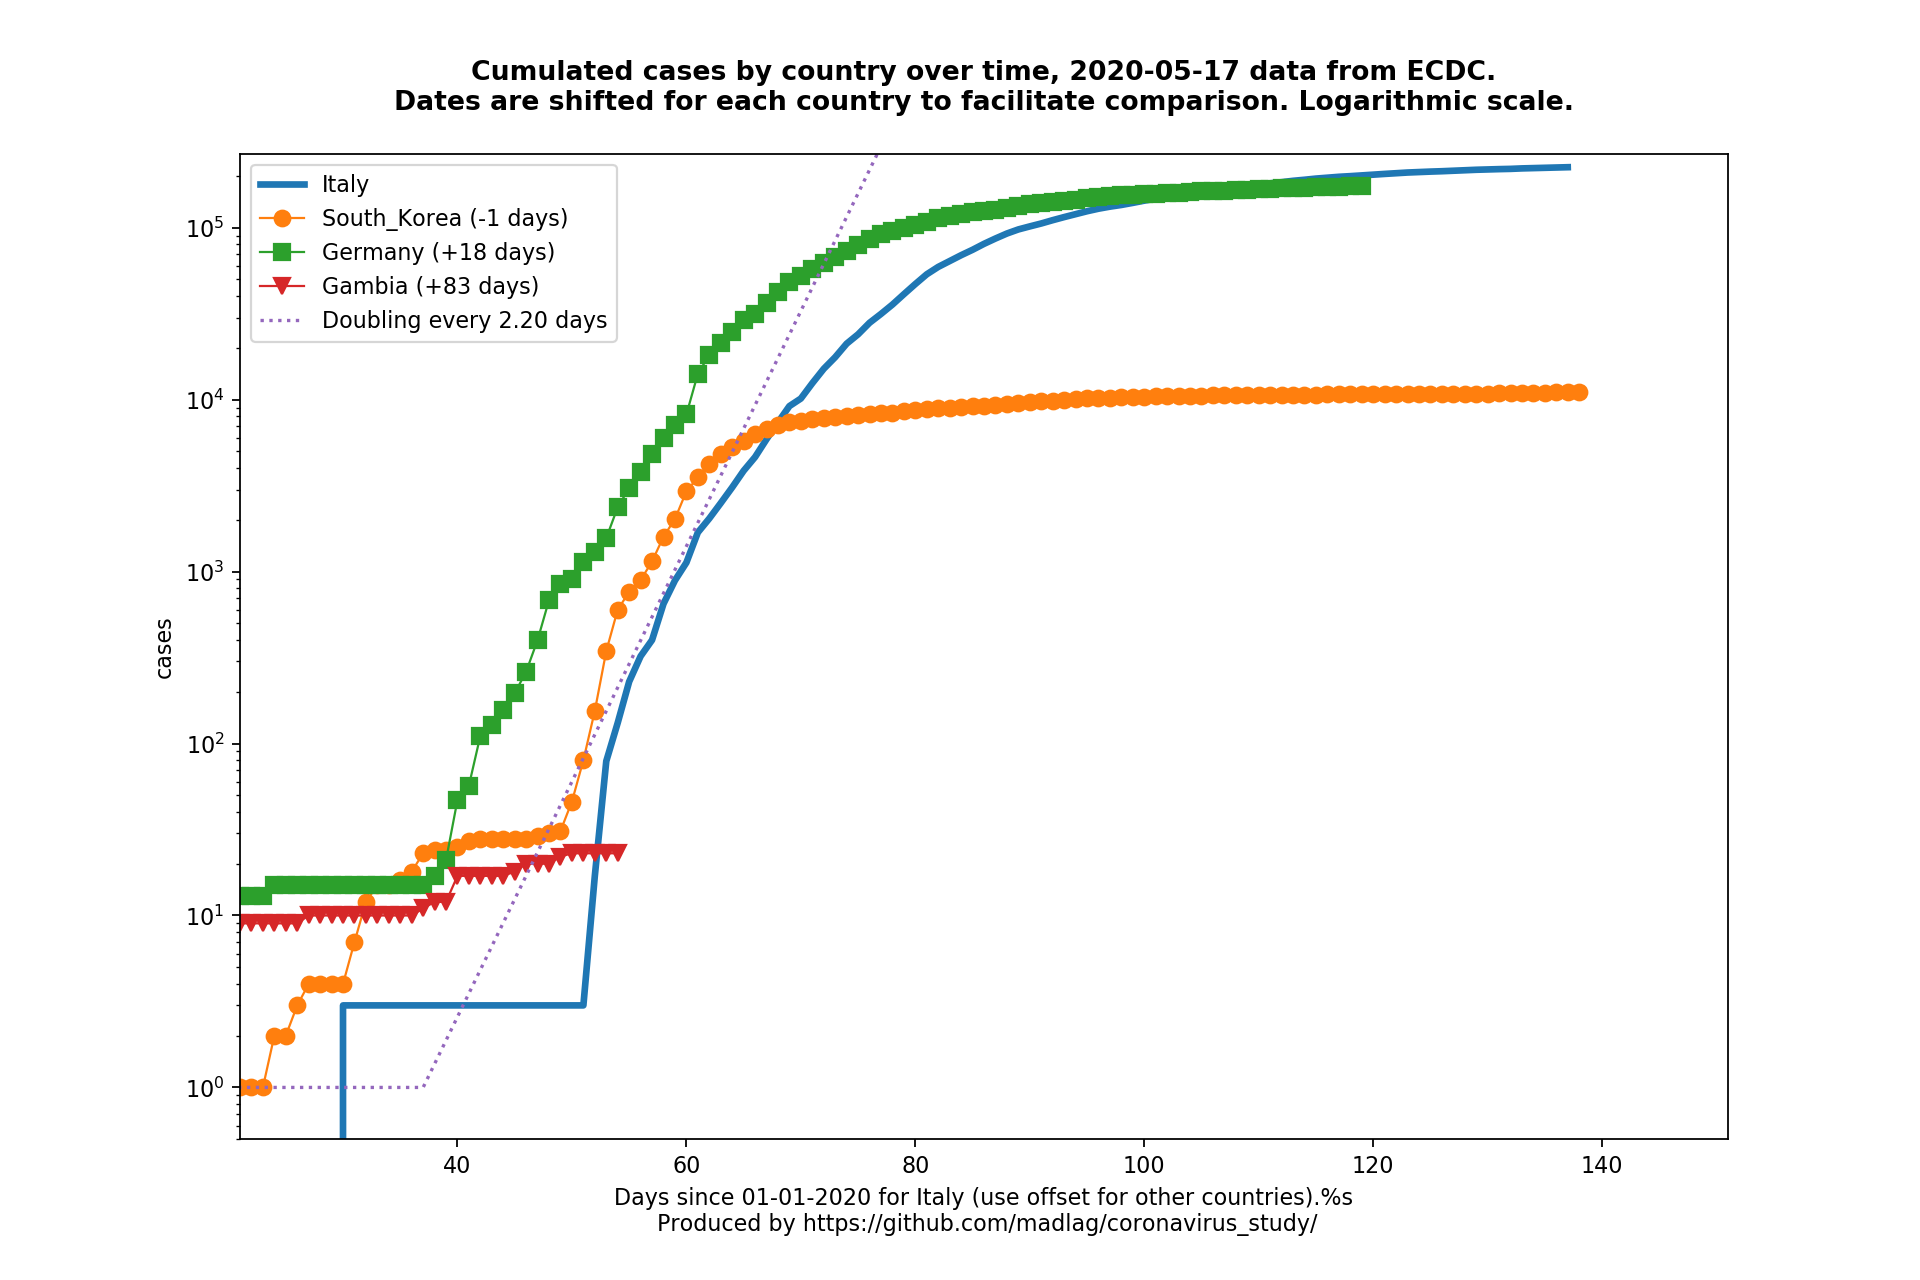 Cumulated cases by country over time, 2020-05-17 data from ECDC.
Dates are shifted for each country to facilitate comparison. Logarithmic scale.
Italy
South_Korea (-1 days)
Germany (+18 days)
Gambia (+83 days)
Doubling every 2.20 days
10^5
10^4
10^3
10^2
10^1
10^0
cases
40 60 80 100 120 140
Days since 01-01-2020 for Italy (use offset for other countries).%s
Produced by https://github.com/madlag/coronavirus_study/